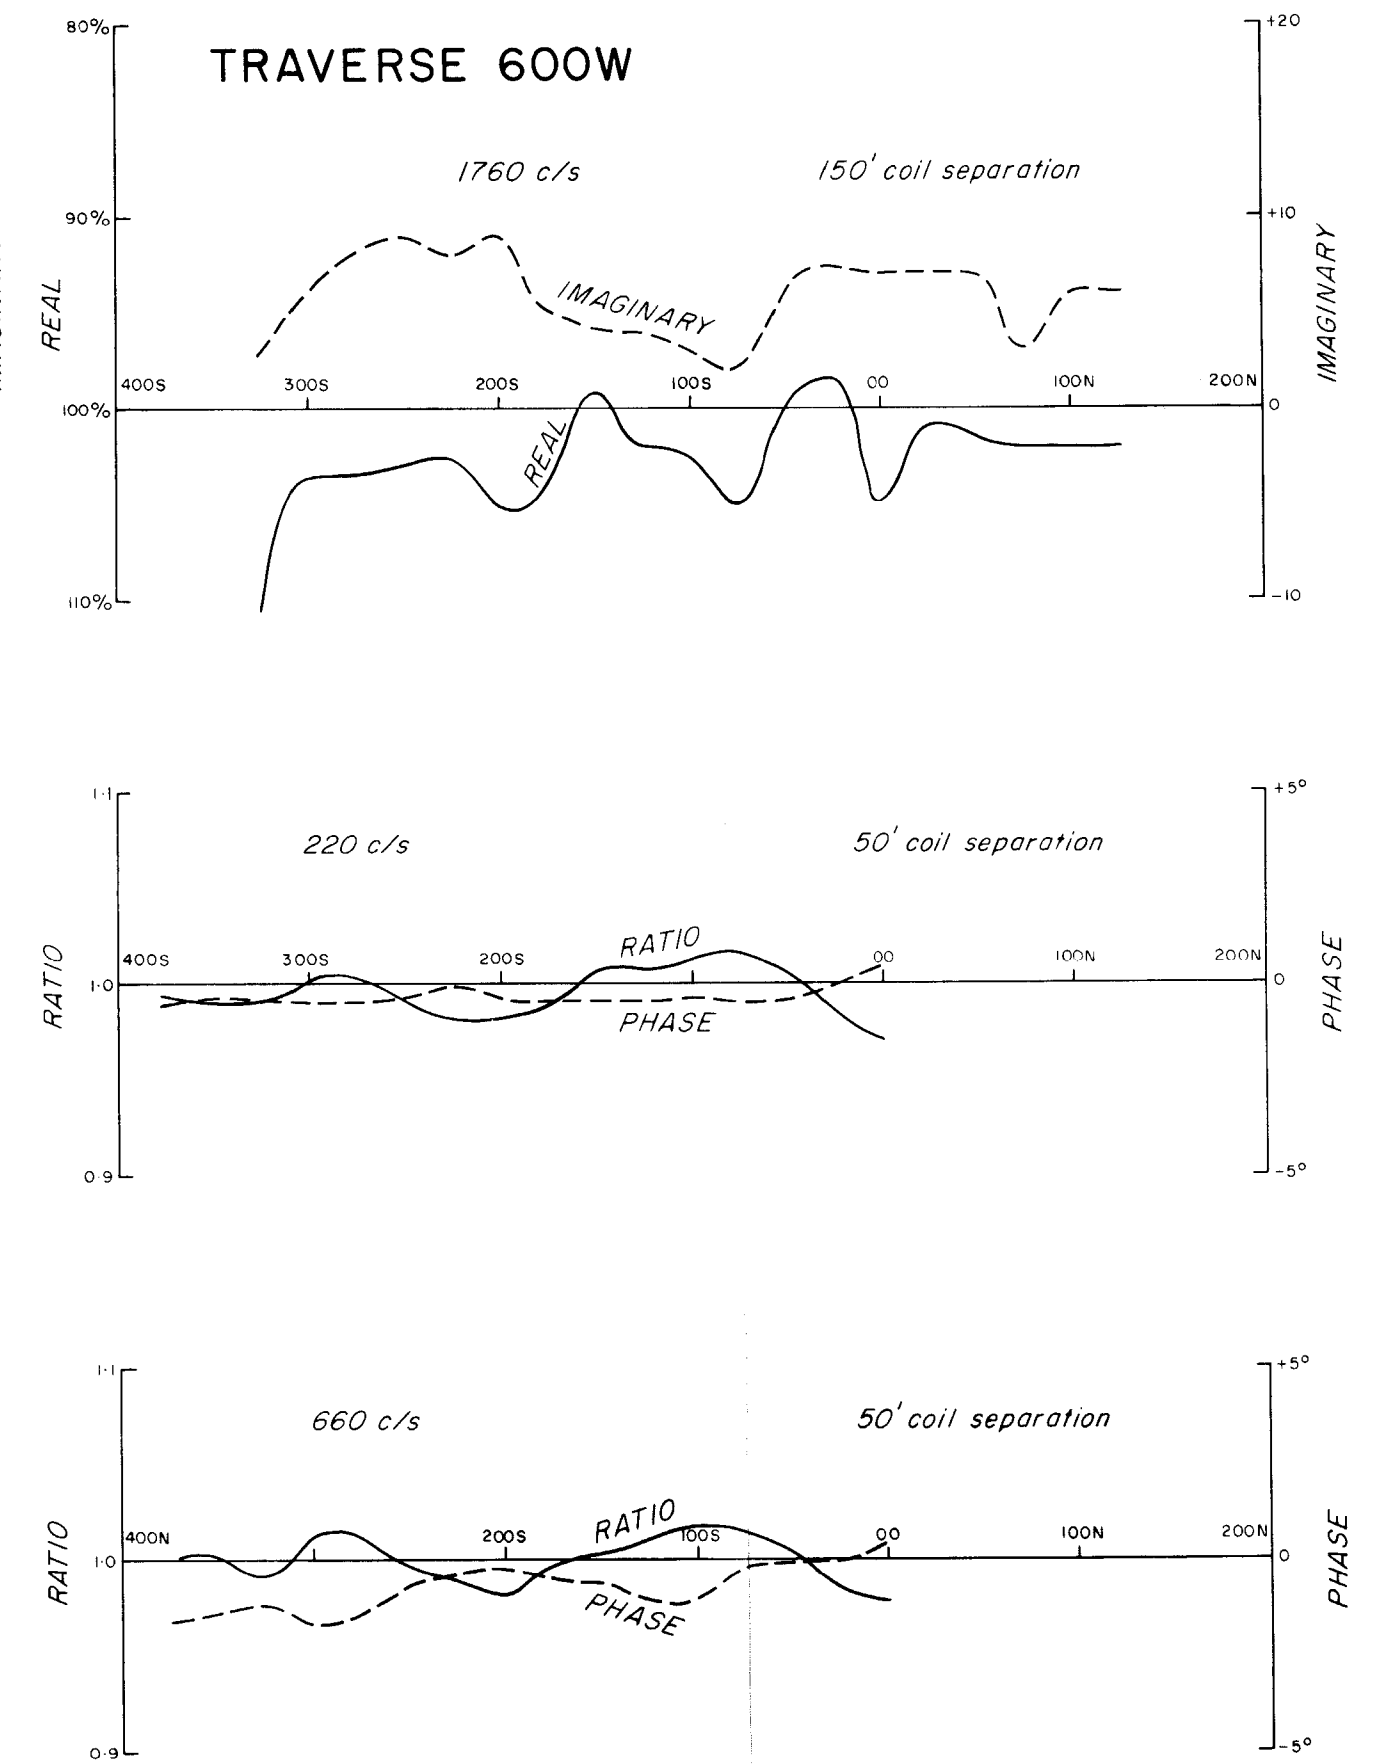 80% +20
TRAVERSE 600W
1760 c/s 150' coil separation
90% +10
REAL IMAGINARY
IMAGINARY
400S 300S 200S 100S 00 100N 200N
100% 0
REAL
110% -10
1·1 +5°
220 c/s 50' coil separation
RATIO
RATIO PHASE
400S 300S 200S 00 100N 200N
1·0 0
PHASE
0·9 -5°
1·1 +5°
660 c/s 50' coil separation
RATIO
RATIO PHASE
400N 200S 100S 00 100N 200N
1·0 0
PHASE
0·9 -5°